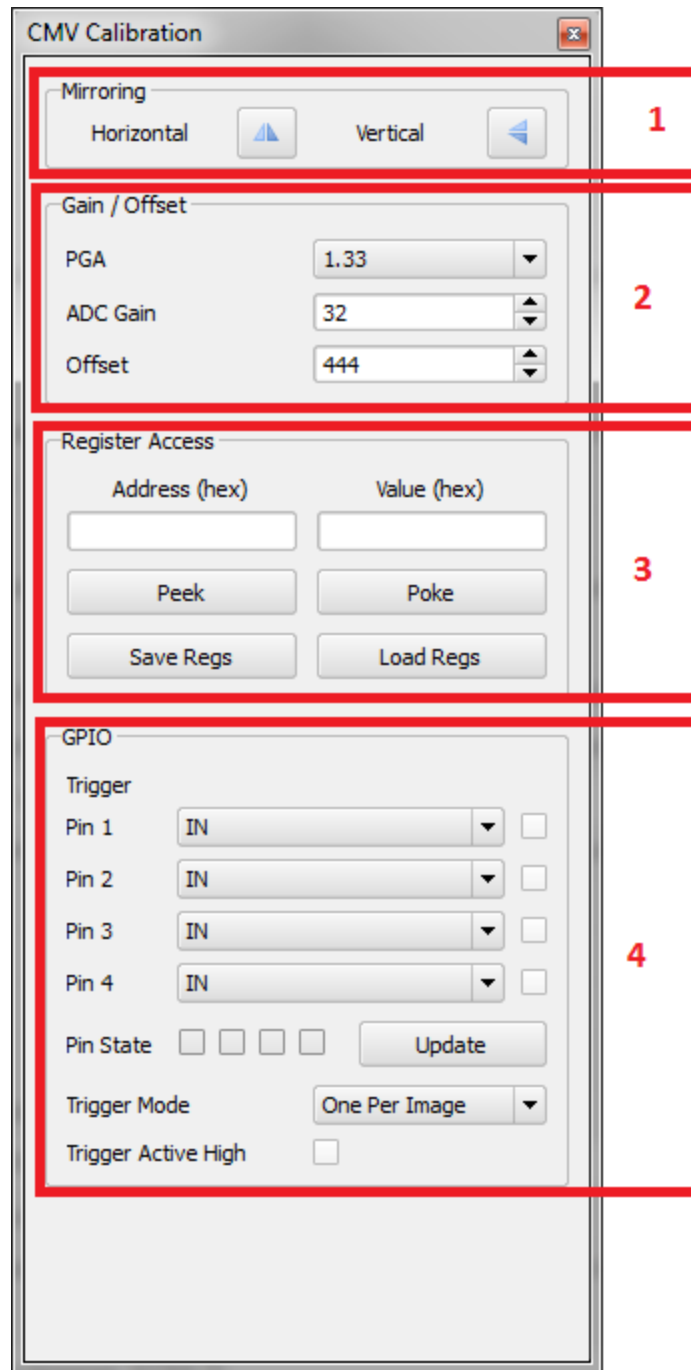 CMV Calibration
Mirroring
1
Horizontal Vertical
Gain / Offset
PGA 1.33
2
ADC Gain 32
Offset 444
Register Access
Address (hex) Value (hex)
3
Peek Poke
Save Regs Load Regs
GPIO
Trigger
Pin 1 IN
Pin 2 IN
Pin 3 IN
4
Pin 4 IN
Pin State Update
Trigger Mode One Per Image
Trigger Active High